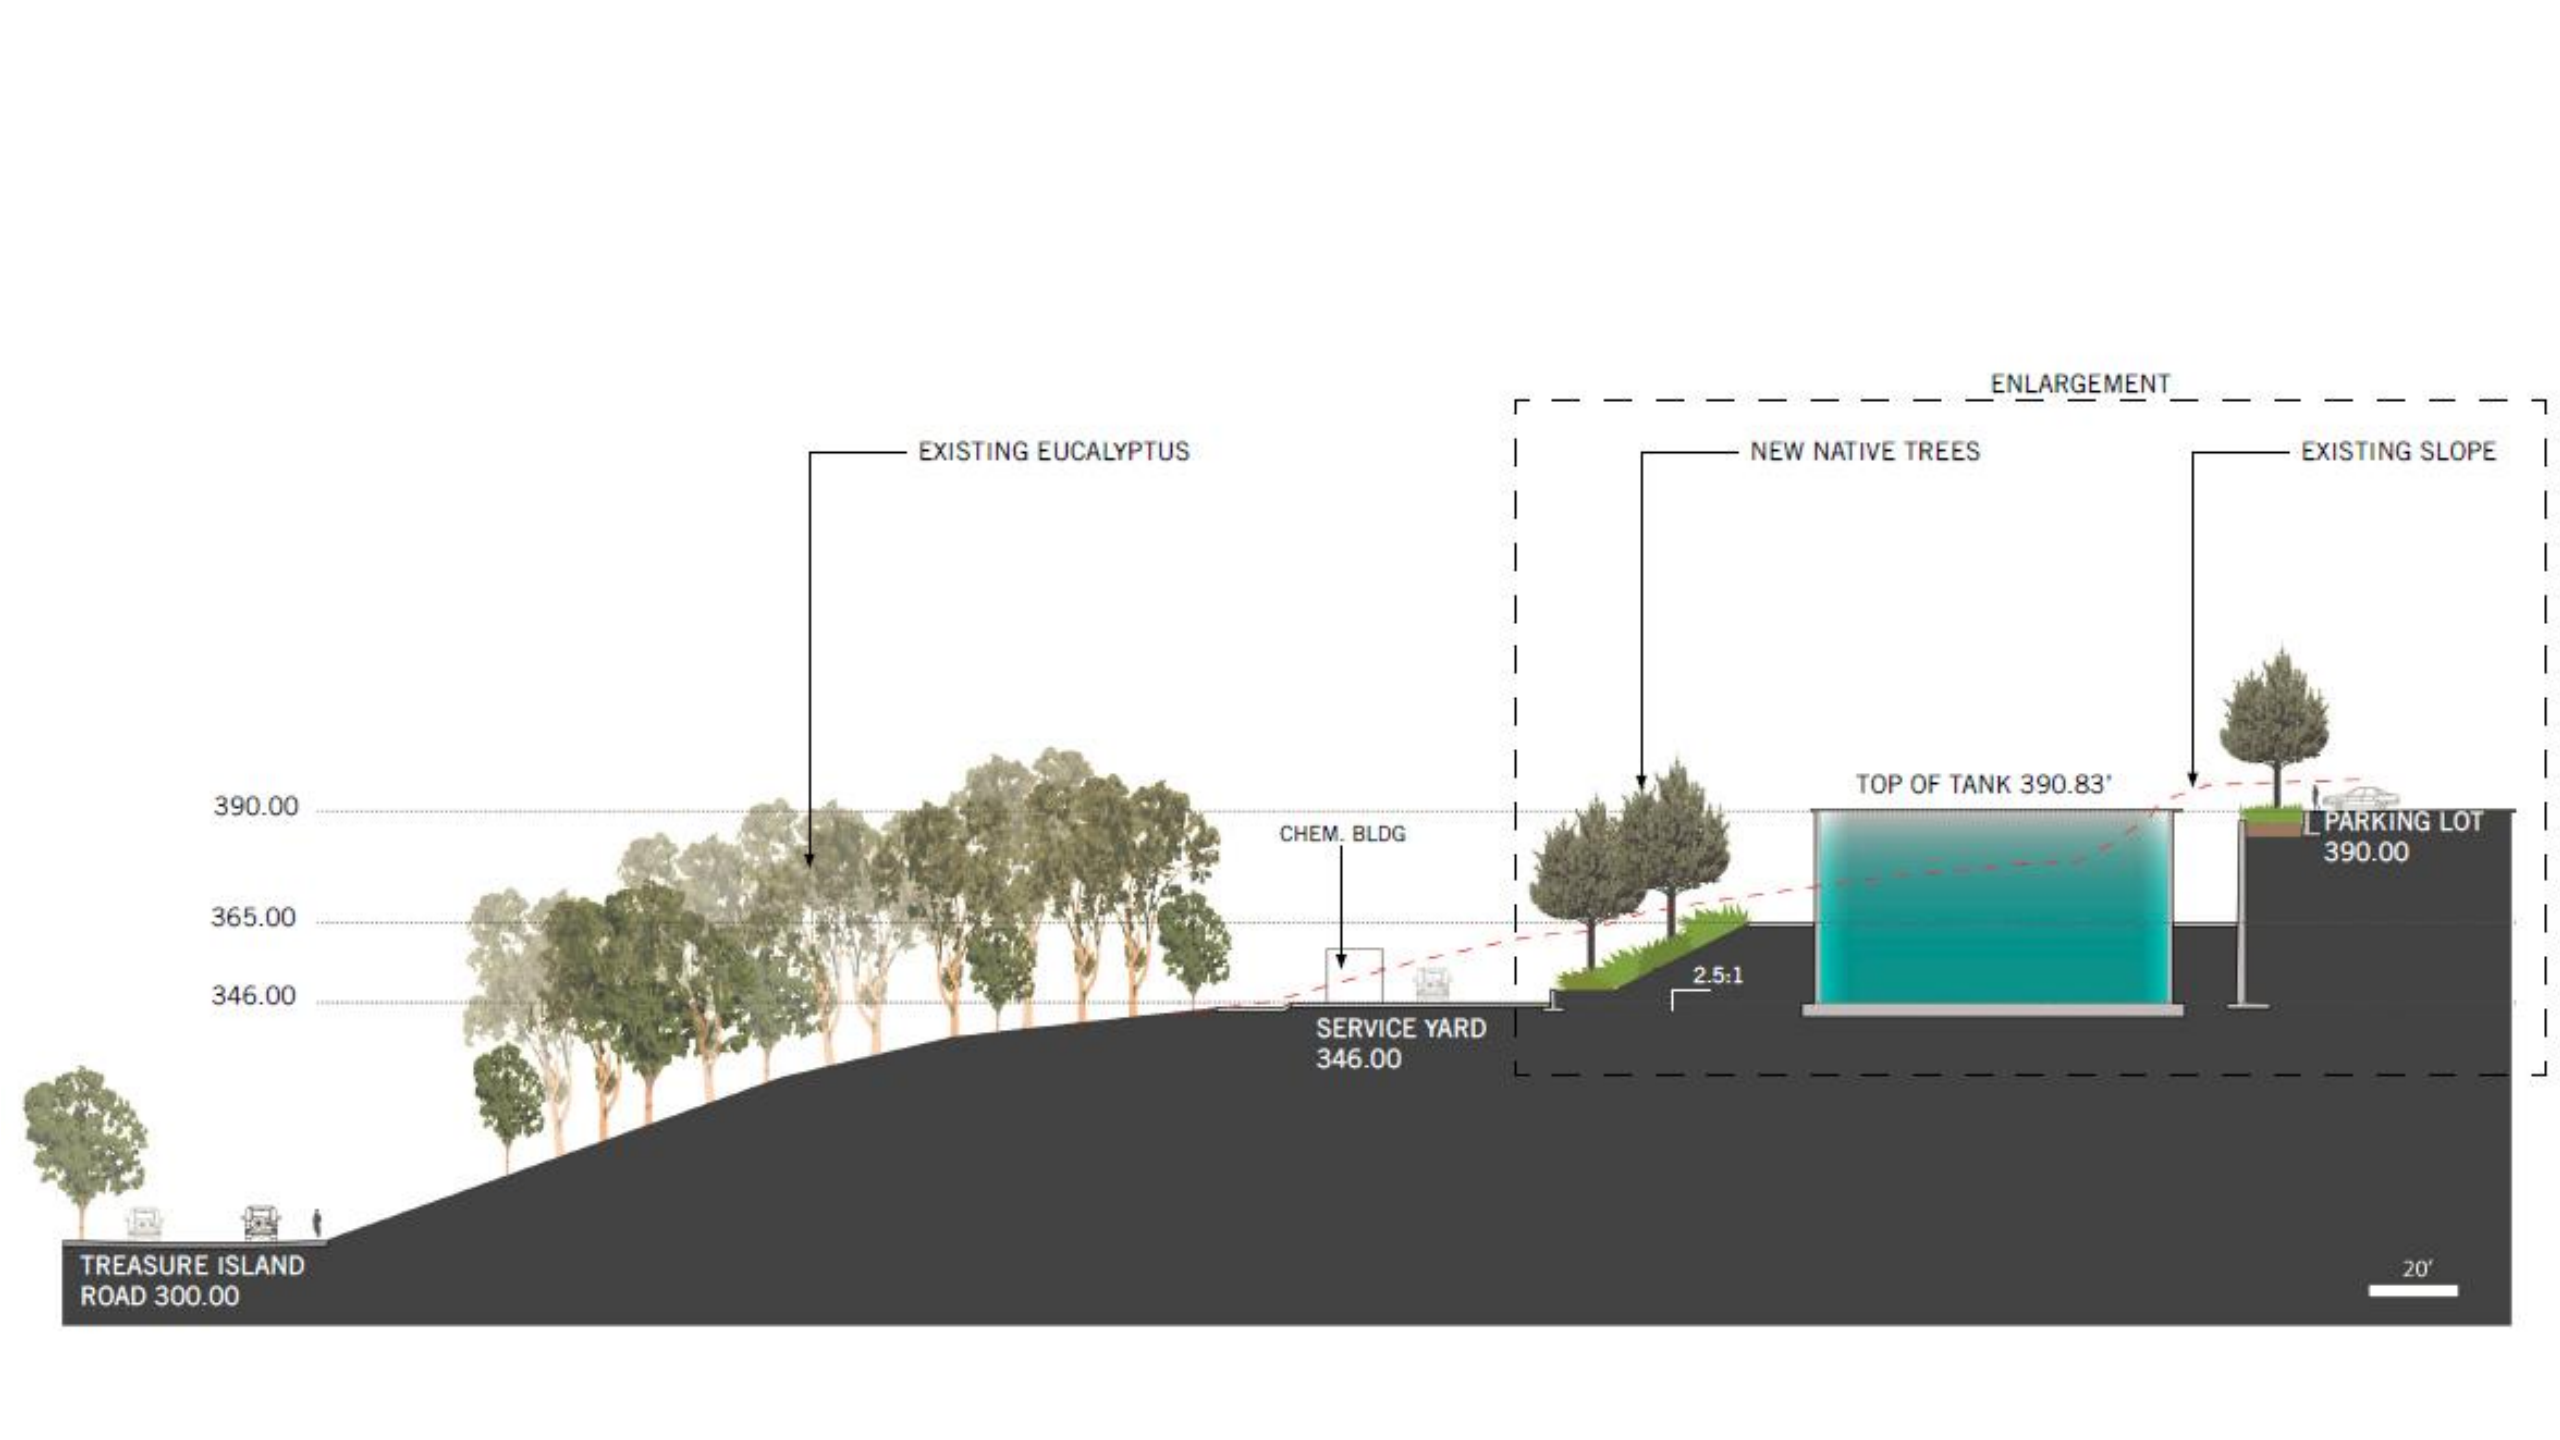 ENLARGEMENT
EXISTING EUCALYPTUS
NEW NATIVE TREES
EXISTING SLOPE
TOP OF TANK 390.83'
390.00
CHEM. BLDG
PARKING LOT
390.00
365.00
2.5:1
346.00
SERVICE YARD
346.00
TREASURE ISLAND
ROAD 300.00
20'